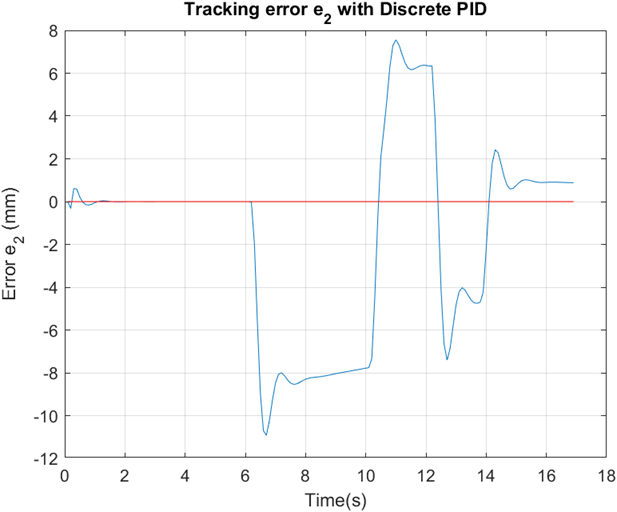 Tracking error e₂ with Discrete PID
8
6
4
2
0
-2
-4
-6
-8
-10
-12
Error e₂ (mm)
0 2 4 6 8 10 12 14 16 18
Time(s)